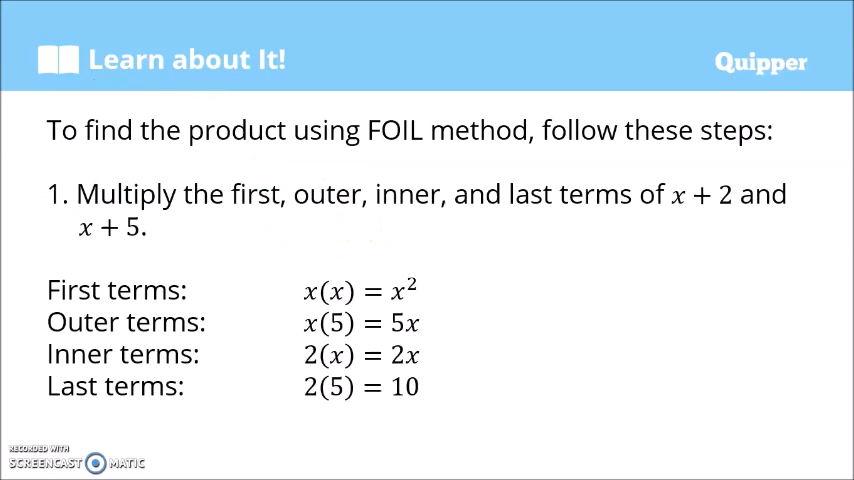 Learn about It!
Quipper
To find the product using FOIL method, follow these steps:
1. Multiply the first, outer, inner, and last terms of x + 2 and
x + 5.
First terms: x(x) = x²
Outer terms: x(5) = 5x
Inner terms: 2(x) = 2x
Last terms: 2(5) = 10
RECORDED WITH
SCREENCAST MATIC